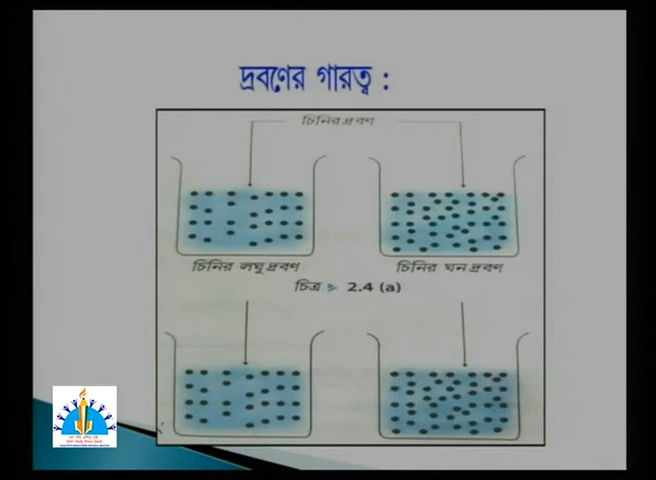 দ্রবণের গারত্ব :
চিনির দ্রবণ
চিনির লঘু দ্রবণ
চিনির ঘন দ্রবণ
চিত্র : 2.4 (a)